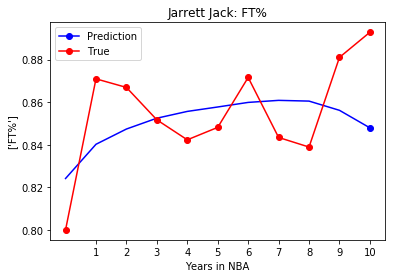 Jarrett Jack: FT%
Prediction
True
['FT%']
0.88
0.86
0.84
0.82
0.80
1 2 3 4 5 6 7 8 9 10
Years in NBA